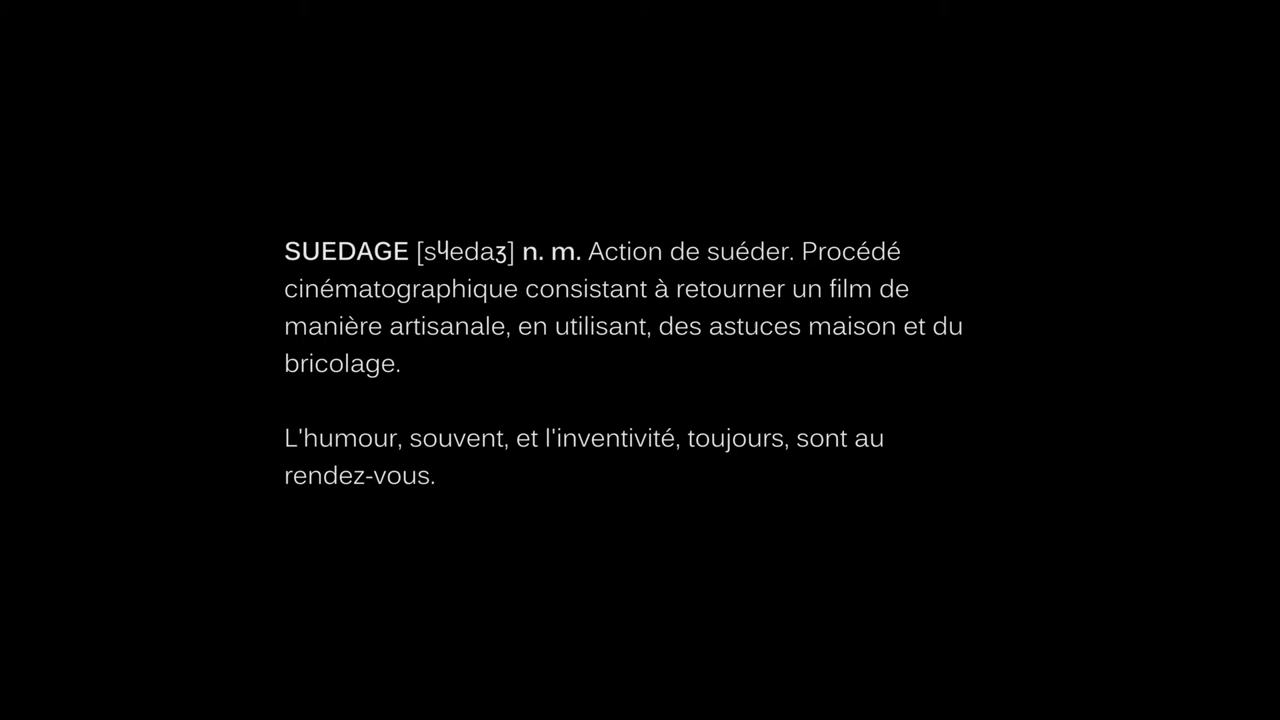 SUEDAGE [sɥedaʒ] n. m. Action de suéder. Procédé
cinématographique consistant à retourner un film de
manière artisanale, en utilisant, des astuces maison et du
bricolage.
L'humour, souvent, et l'inventivité, toujours, sont au
rendez-vous.